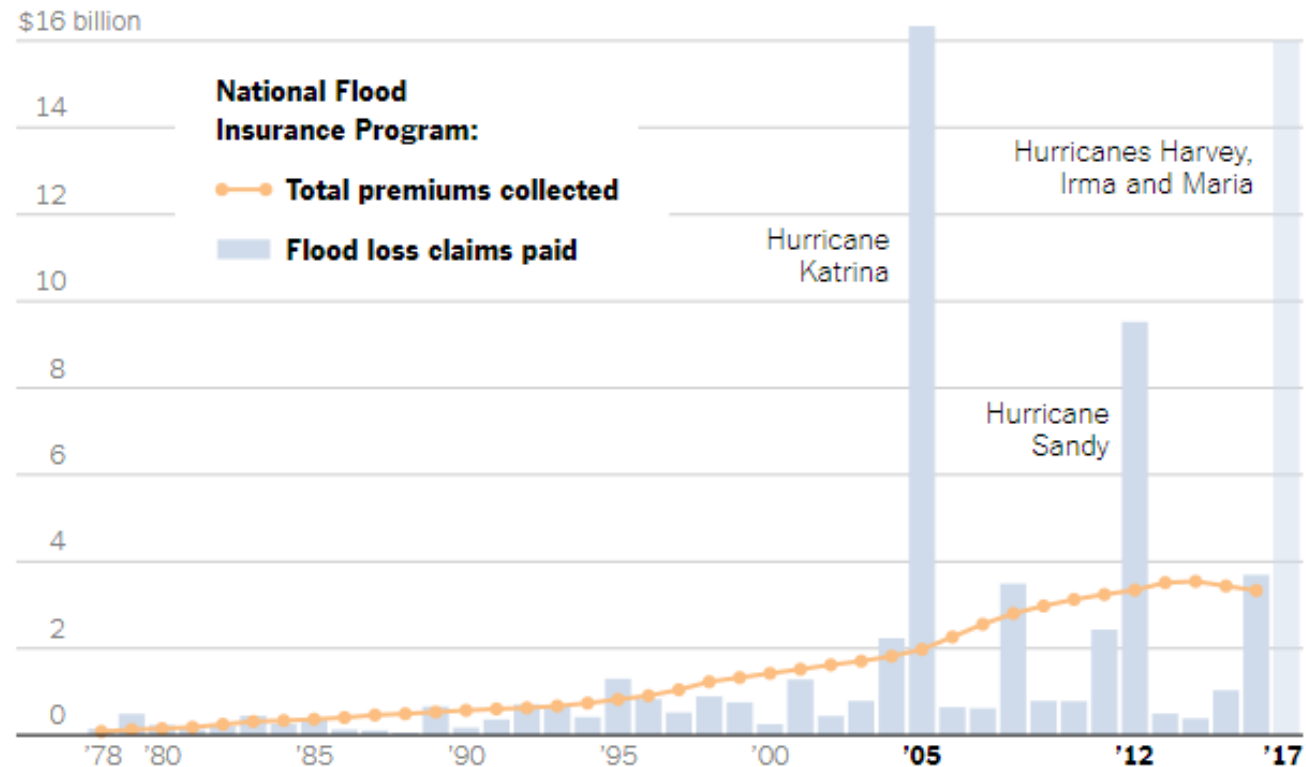 $16 billion
National Flood
Insurance Program:
Total premiums collected
Flood loss claims paid
14
12
10
8
6
4
2
0
Hurricane
Katrina
Hurricanes Harvey,
Irma and Maria
Hurricane
Sandy
’78 ’80 ’85 ’90 ’95 ’00 ’05 ’12 ’17